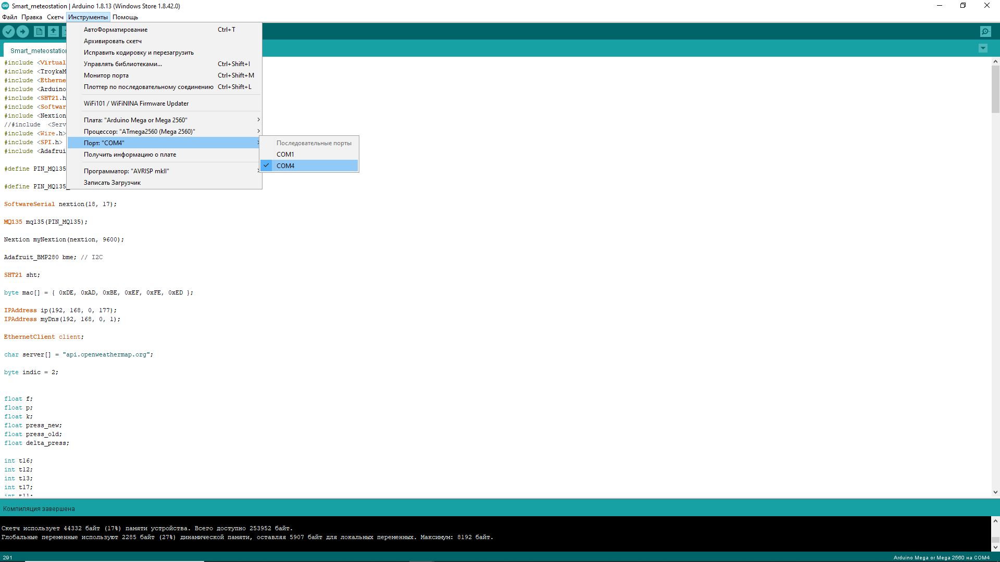 Smart_meteostation | Arduino 1.8.13 (Windows Store 1.8.42.0)
Файл Правка Скетч Инструменты Помощь
АвтоФорматирование Ctrl+T
Архивировать скетч
Исправить кодировку и перезагрузить
Управлять библиотеками... Ctrl+Shift+I
Монитор порта Ctrl+Shift+M
Плоттер по последовательному соединению Ctrl+Shift+L
WiFi101 / WiFiNINA Firmware Updater
Плата: "Arduino Mega or Mega 2560"
Процессор: "ATmega2560 (Mega 2560)"
Порт: "COM4"
Получить информацию о плате
Программатор: "AVRISP mkII"
Записать Загрузчик
Последовательные порты
COM1
COM4
Smart_meteostation
#include <Virtual
#include <TroykaM
#include <Etherne
#include <Arduino
#include <SHT21.h
#include <Softwar
#include <Nextion
//#include  <Serv
#include <Wire.h>
#include <SPI.h>
#include <Adafrui
#define PIN_MQ135
#define PIN_MQ135_
SoftwareSerial nextion(18, 17);
MQ135 mq135(PIN_MQ135);
Nextion myNextion(nextion, 9600);
Adafruit_BMP280 bme; // I2C
SHT21 sht;
byte mac[] = { 0xDE, 0xAD, 0xBE, 0xEF, 0xFE, 0xED };
IPAddress ip(192, 168, 0, 177);
IPAddress myDns(192, 168, 0, 1);
EthernetClient client;
char server[] = "api.openweathermap.org";
byte indic = 2;
float f;
float p;
float k;
float press_new;
float press_old;
float delta_press;
int t16;
int t12;
int t13;
int t17;
int t11;
Компиляция завершена
Скетч использует 44332 байт (17%) памяти устройства. Всего доступно 253952 байт.
Глобальные переменные используют 2285 байт (27%) динамической памяти, оставляя 5907 байт для локальных переменных. Максимум: 8192 байт.
291
Arduino Mega or Mega 2560 на COM4